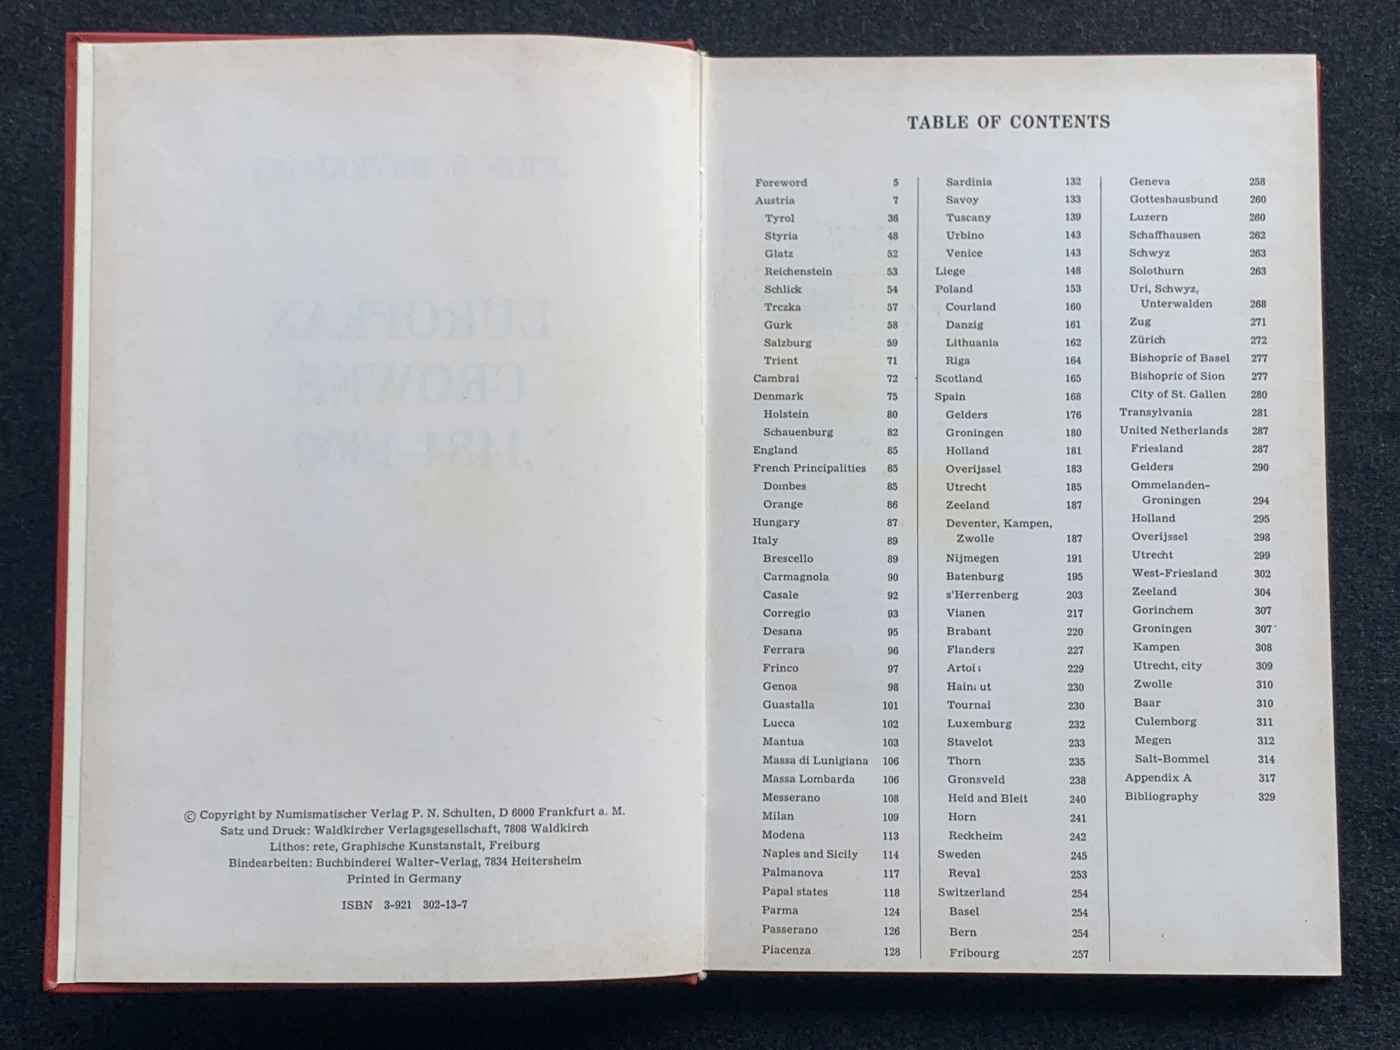 © Copyright by Numismatischer Verlag P. N. Schulten, D 6000 Frankfurt a. M.
Satz und Druck: Waldkircher Verlagsgesellschaft, 7808 Waldkirch
Lithos: rete, Graphische Kunstanstalt, Freiburg
Bindearbeiten: Buchbinderei Walter-Verlag, 7834 Heitersheim
Printed in Germany
ISBN 3-921 302-13-7
TABLE OF CONTENTS
Foreword 5
Austria 7
Tyrol 36
Styria 48
Glatz 52
Reichenstein 53
Schlick 54
Trczka 57
Gurk 58
Salzburg 59
Trient 71
Cambrai 72
Denmark 75
Holstein 80
Schauenburg 82
England 85
French Principalities 85
Dombes 85
Orange 86
Hungary 87
Italy 89
Brescello 89
Carmagnola 90
Casale 92
Corregio 93
Desana 95
Ferrara 96
Frinco 97
Genoa 98
Guastalla 101
Lucca 102
Mantua 103
Massa di Lunigiana 106
Massa Lombarda 106
Messerano 108
Milan 109
Modena 113
Naples and Sicily 114
Palmanova 117
Papal states 118
Parma 124
Passerano 126
Piacenza 128
Sardinia 132
Savoy 133
Tuscany 139
Urbino 143
Venice 143
Liege 148
Poland 153
Courland 160
Danzig 161
Lithuania 162
Riga 164
Scotland 165
Spain 168
Gelders 176
Groningen 180
Holland 181
Overijssel 183
Utrecht 185
Zeeland 187
Deventer, Kampen,
Zwolle 187
Nijmegen 191
Batenburg 195
s'Herrenberg 203
Vianen 217
Brabant 220
Flanders 227
Artois 229
Hainaut 230
Tournai 230
Luxemburg 232
Stavelot 233
Thorn 235
Gronsveld 238
Heid and Bleit 240
Horn 241
Reckheim 242
Sweden 245
Reval 253
Switzerland 254
Basel 254
Bern 254
Fribourg 257
Geneva 258
Gotteshausbund 260
Luzern 260
Schaffhausen 262
Schwyz 263
Solothurn 263
Uri, Schwyz,
Unterwalden 268
Zug 271
Zürich 272
Bishopric of Basel 277
Bishopric of Sion 277
City of St. Gallen 280
Transylvania 281
United Netherlands 287
Friesland 287
Gelders 290
Ommelanden-
Groningen 294
Holland 295
Overijssel 298
Utrecht 299
West-Friesland 302
Zeeland 304
Gorinchem 307
Groningen 307
Kampen 308
Utrecht, city 309
Zwolle 310
Baar 310
Culemborg 311
Megen 312
Salt-Bommel 314
Appendix A 317
Bibliography 329